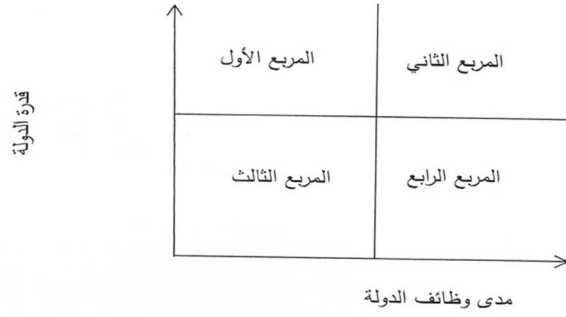 المربع الأول
المربع الثاني
قدرة الدولة
المربع الثالث
المربع الرابع
مدى وظائف الدولة